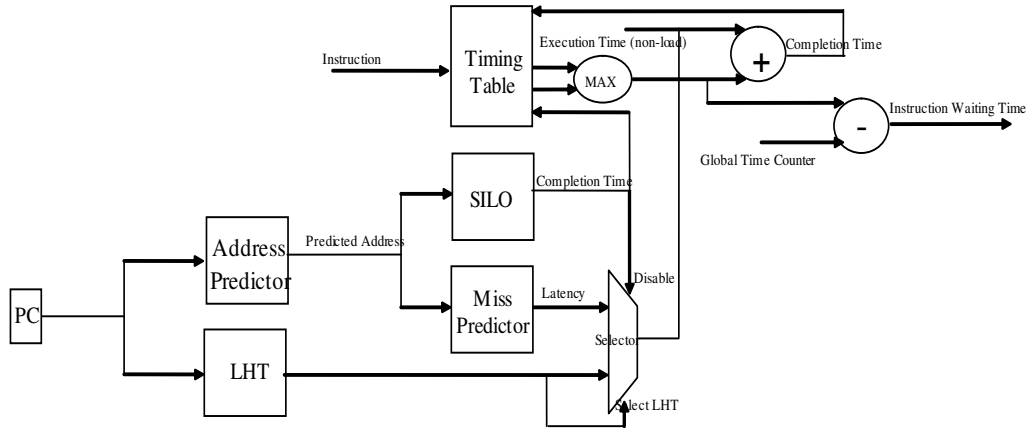 Execution Time (non-load)
Completion Time
Instruction
Timing
Table
MAX
+
Instruction Waiting Time
-
Global Time Counter
SILO
Completion Time
Address
Predictor
Predicted Address
Miss
Predictor
Latency
Disable
PC
Selector
LHT
Select LHT